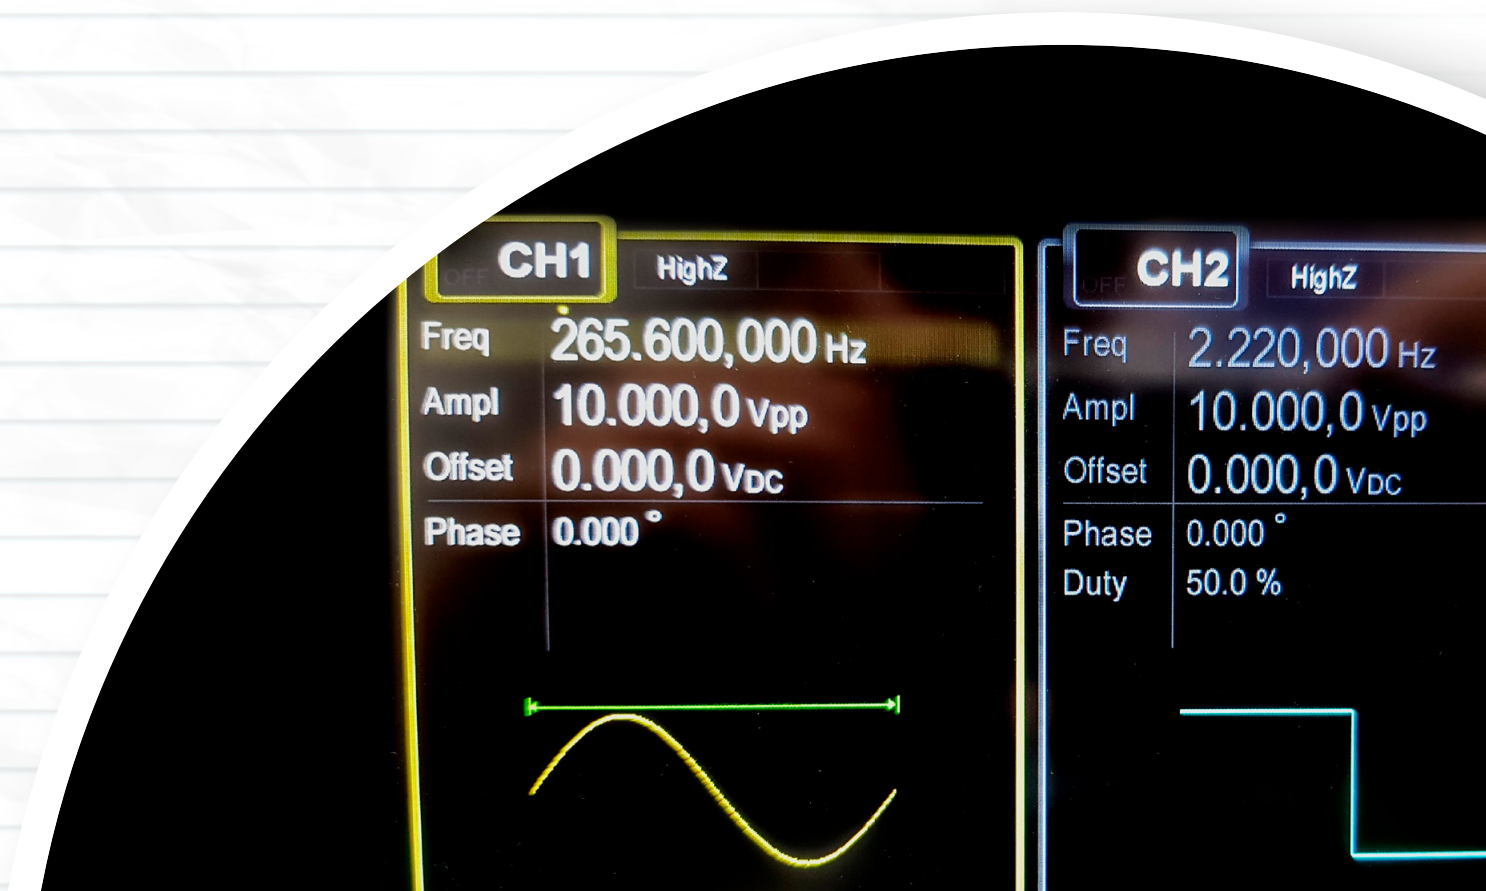 OFF CH1 HighZ
Freq 265.600,000 Hz
Ampl 10.000,0 Vpp
Offset 0.000,0 VDC
Phase 0.000 °
OFF CH2 HighZ
Freq 2.220,000 Hz
Ampl 10.000,0 Vpp
Offset 0.000,0 VDC
Phase 0.000 °
Duty 50.0 %